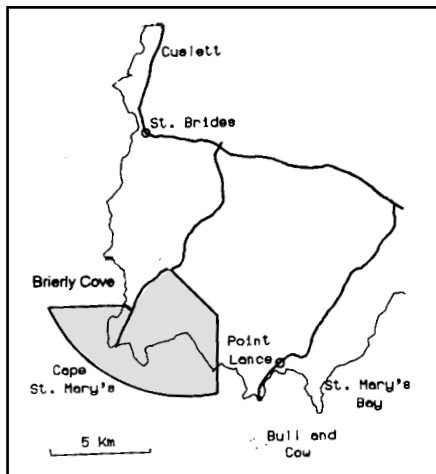 Cuslett
St. Brides
Brierly Cove
Point
Lance
Cape
St. Mary's
St. Mary's
Bay
5 Km
Bull and
Cow